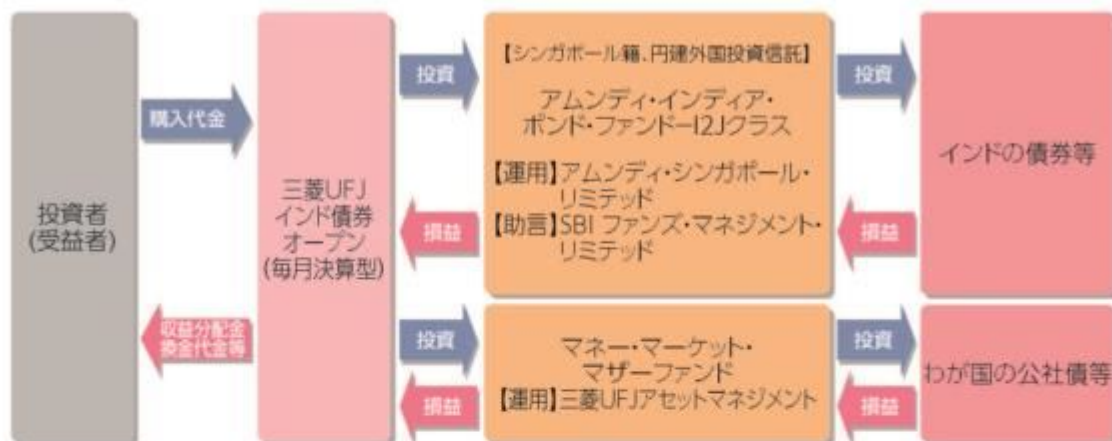 投資者
(受益者)
購入代金
収益分配金
換金代金等
三菱UFJ
インド債券
オープン
(毎月決算型)
投資
損益
【シンガポール籍、円建外国投資信託】
アムンディ・インディア・
ボンド・ファンドーI2Jクラス
【運用】アムンディ・シンガポール・
リミテッド
【助言】SBI ファンズ・マネジメント・
リミテッド
投資
損益
インドの債券等
投資
損益
マネー・マーケット・
マザーファンド
【運用】三菱UFJアセットマネジメント
投資
損益
わが国の公社債等